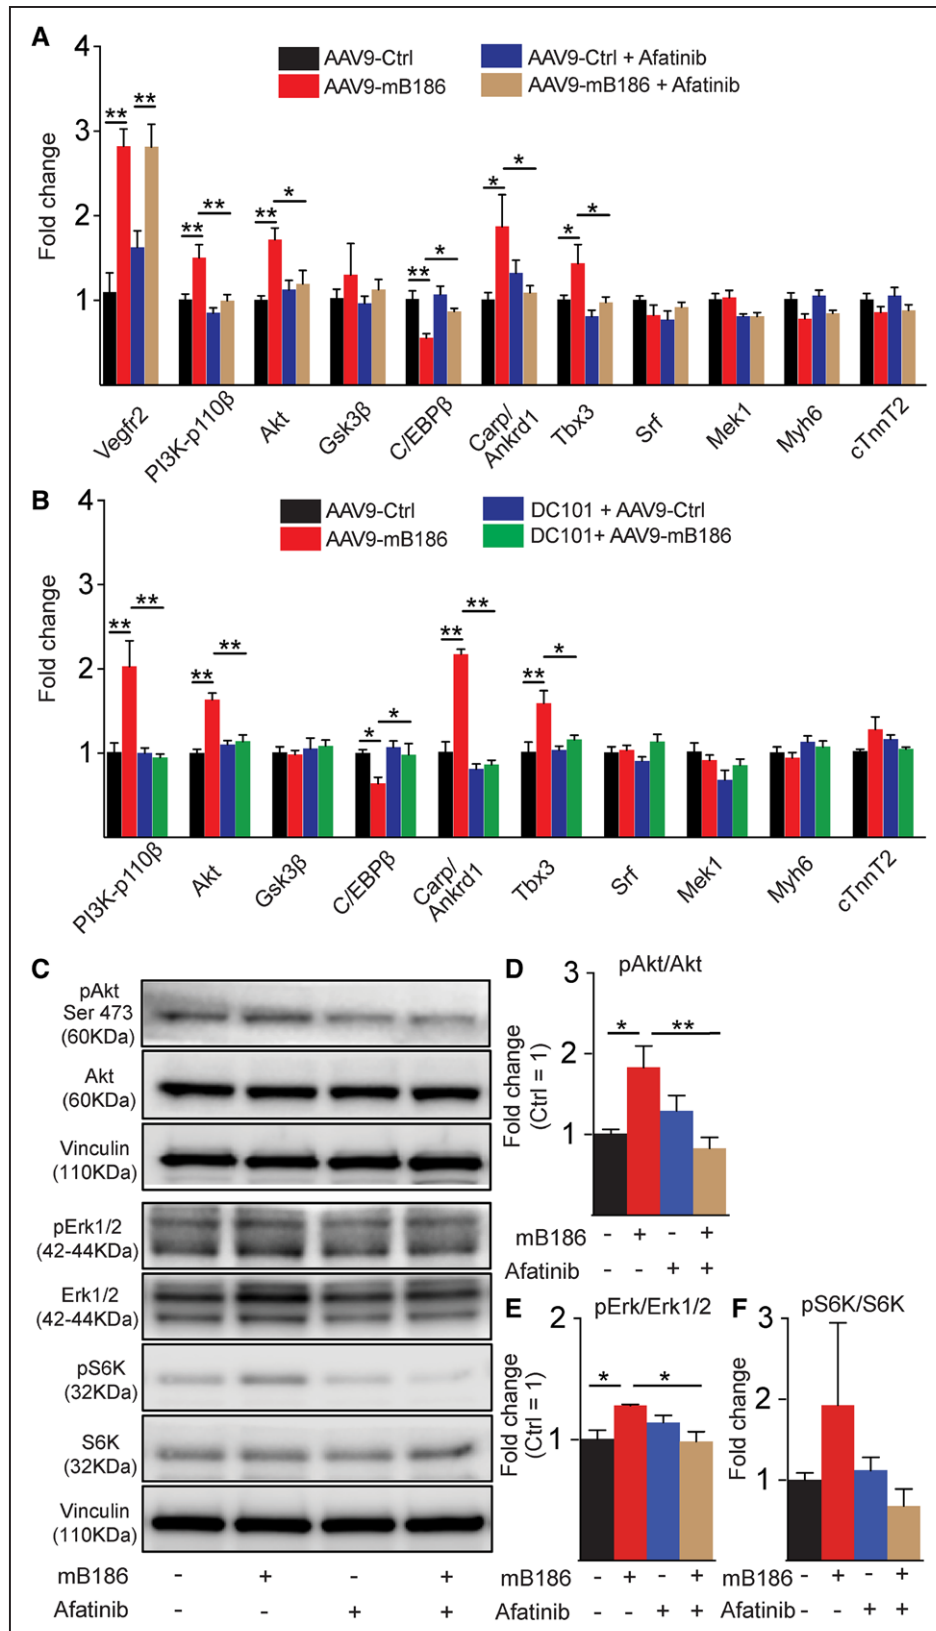 A
AAV9-Ctrl
AAV9-mB186
AAV9-Ctrl + Afatinib
AAV9-mB186 + Afatinib
Fold change
4
3
2
1
** ** ** ** ** * ** * * * * *
Vegfr2 PI3K-p110β Akt Gsk3β C/EBPβ Carp/Ankrd1 Tbx3 Srf Mek1 Myh6 cTnnT2
B
AAV9-Ctrl
AAV9-mB186
DC101 + AAV9-Ctrl
DC101+ AAV9-mB186
Fold change
4
3
2
1
** ** ** ** * * ** ** ** *
PI3K-p110β Akt Gsk3β C/EBPβ Carp/Ankrd1 Tbx3 Srf Mek1 Myh6 cTnnT2
C
pAkt
Ser 473
(60KDa)
Akt
(60KDa)
Vinculin
(110KDa)
pErk1/2
(42-44KDa)
Erk1/2
(42-44KDa)
pS6K
(32KDa)
S6K
(32KDa)
Vinculin
(110KDa)
mB186 - + - +
Afatinib - - + +
D
pAkt/Akt
Fold change
(Ctrl = 1)
3
2
1
* **
mB186 - + - +
Afatinib - - + +
E
pErk/Erk1/2
Fold change
(Ctrl = 1)
2
1
* *
mB186 - + - +
Afatinib - - + +
F
pS6K/S6K
Fold change
3
2
1
mB186 - + - +
Afatinib - - + +